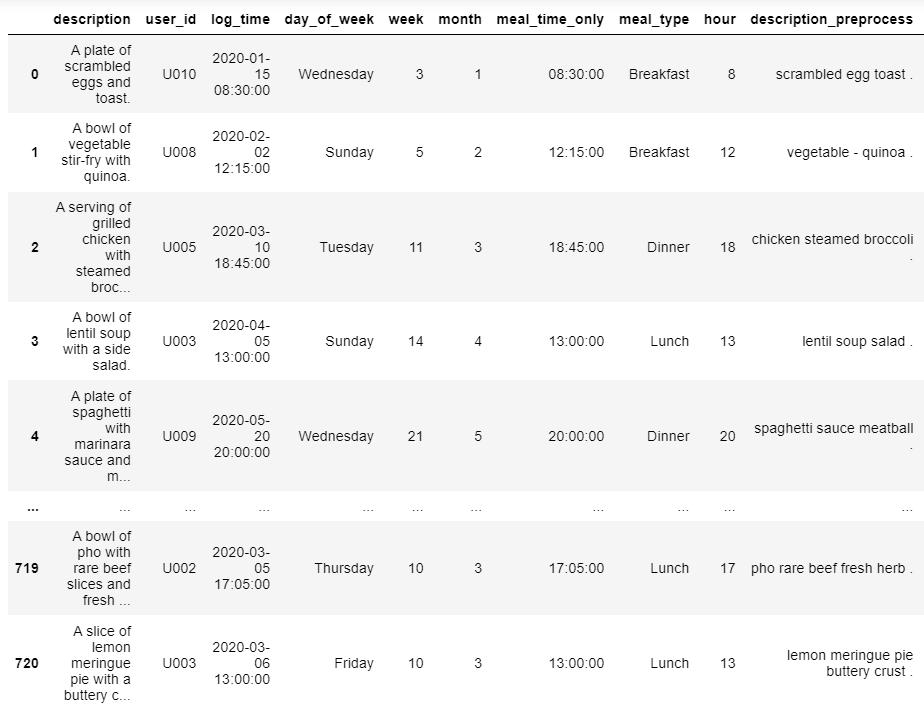 description user_id log_time day_of_week week month meal_time_only meal_type hour description_preprocess
0 A plate of scrambled eggs and toast. U010 2020-01-15 08:30:00 Wednesday 3 1 08:30:00 Breakfast 8 scrambled egg toast .
1 A bowl of vegetable stir-fry with quinoa. U008 2020-02-02 12:15:00 Sunday 5 2 12:15:00 Breakfast 12 vegetable - quinoa .
2 A serving of grilled chicken with steamed broc... U005 2020-03-10 18:45:00 Tuesday 11 3 18:45:00 Dinner 18 chicken steamed broccoli .
3 A bowl of lentil soup with a side salad. U003 2020-04-05 13:00:00 Sunday 14 4 13:00:00 Lunch 13 lentil soup salad .
4 A plate of spaghetti with marinara sauce and m... U009 2020-05-20 20:00:00 Wednesday 21 5 20:00:00 Dinner 20 spaghetti sauce meatball .
... ... ... ... ... ... ... ... ... ... ...
719 A bowl of pho with rare beef slices and fresh ... U002 2020-03-05 17:05:00 Thursday 10 3 17:05:00 Lunch 17 pho rare beef fresh herb .
720 A slice of lemon meringue pie with a buttery c... U003 2020-03-06 13:00:00 Friday 10 3 13:00:00 Lunch 13 lemon meringue pie buttery crust .